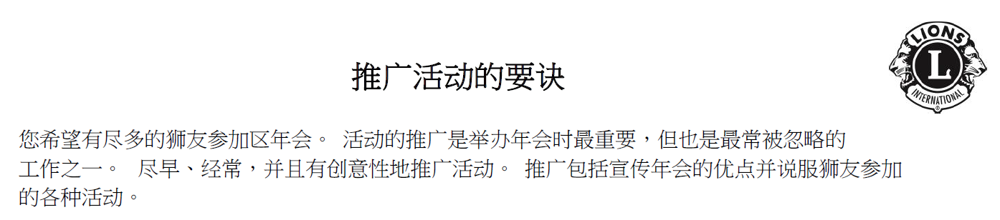 LIONS
L
INTERNATIONAL
®
推广活动的要诀
您希望有尽多的狮友参加区年会。 活动的推广是举办年会时最重要，但也是最常被忽略的
工作之一。 尽早、经常，并且有创意性地推广活动。 推广包括宣传年会的优点并说服狮友参加
的各种活动。